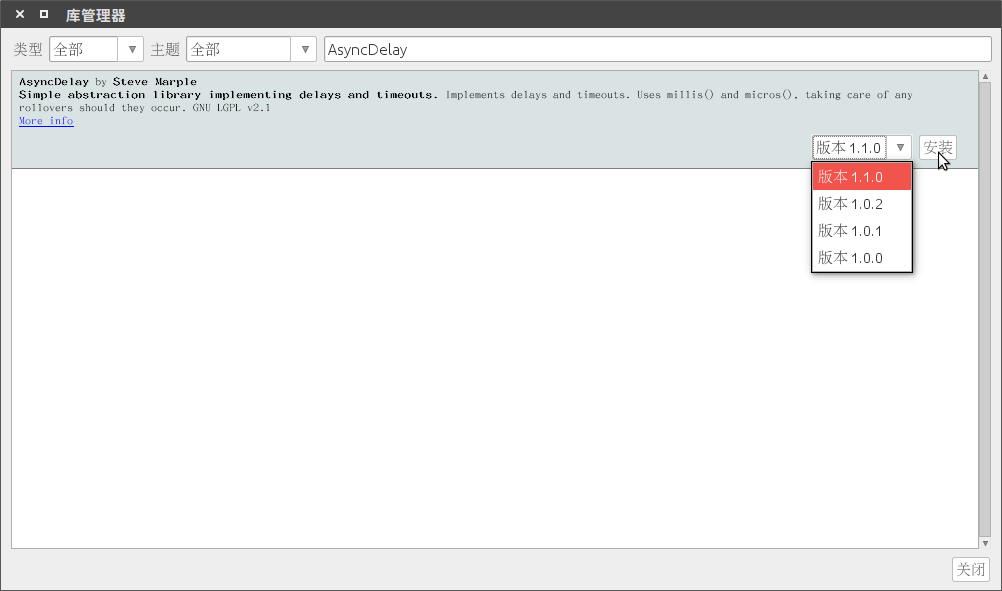 库管理器
类型 全部 主题 全部 AsyncDelay
AsyncDelay by Steve Marple
Simple abstraction library implementing delays and timeouts. Implements delays and timeouts. Uses millis() and micros(), taking care of any
rollovers should they occur. GNU LGPL v2.1
More info
版本 1.1.0 安装
版本 1.1.0
版本 1.0.2
版本 1.0.1
版本 1.0.0
关闭